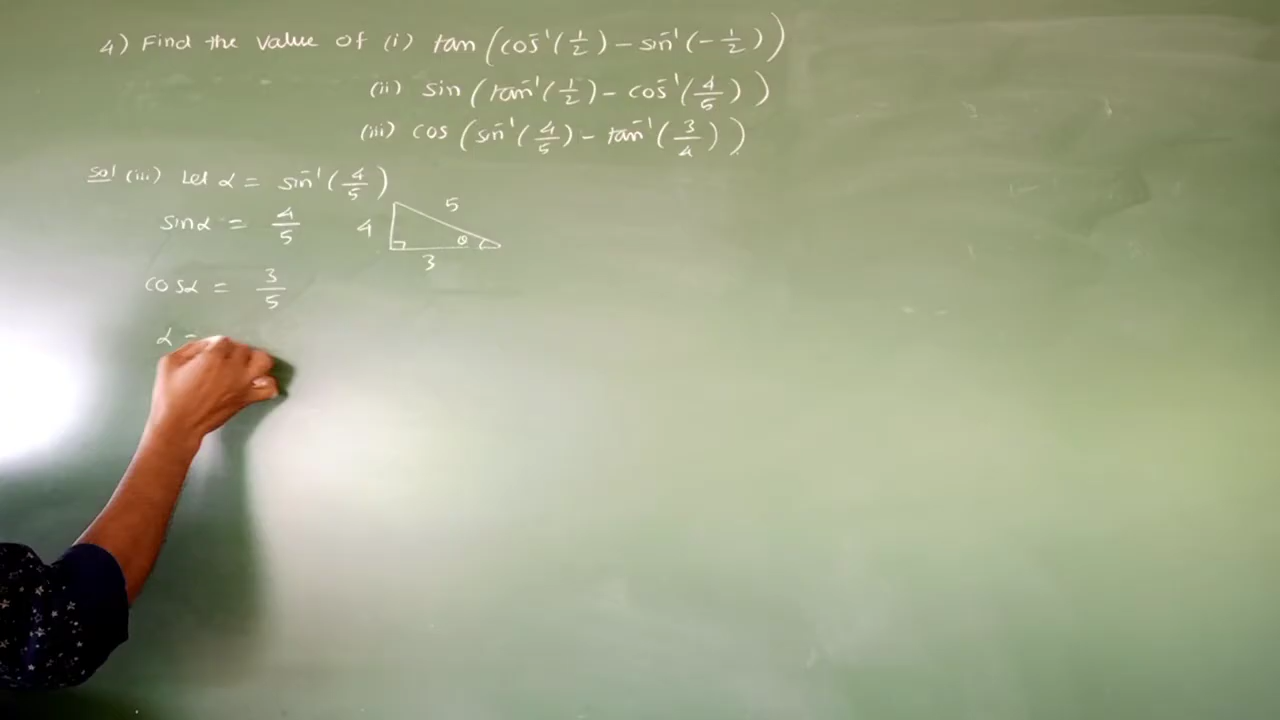 4) Find the value of (i) tan (cos⁻¹(1/2) − sin⁻¹(−1/2))
(ii) sin (tan⁻¹(1/2) − cos⁻¹(4/5))
(iii) cos (sin⁻¹(4/5) − tan⁻¹(3/4))
Sol (iii) Let α = sin⁻¹(4/5)
sinα = 4/5
4 5 θ 3
cosα = 3/5
α =